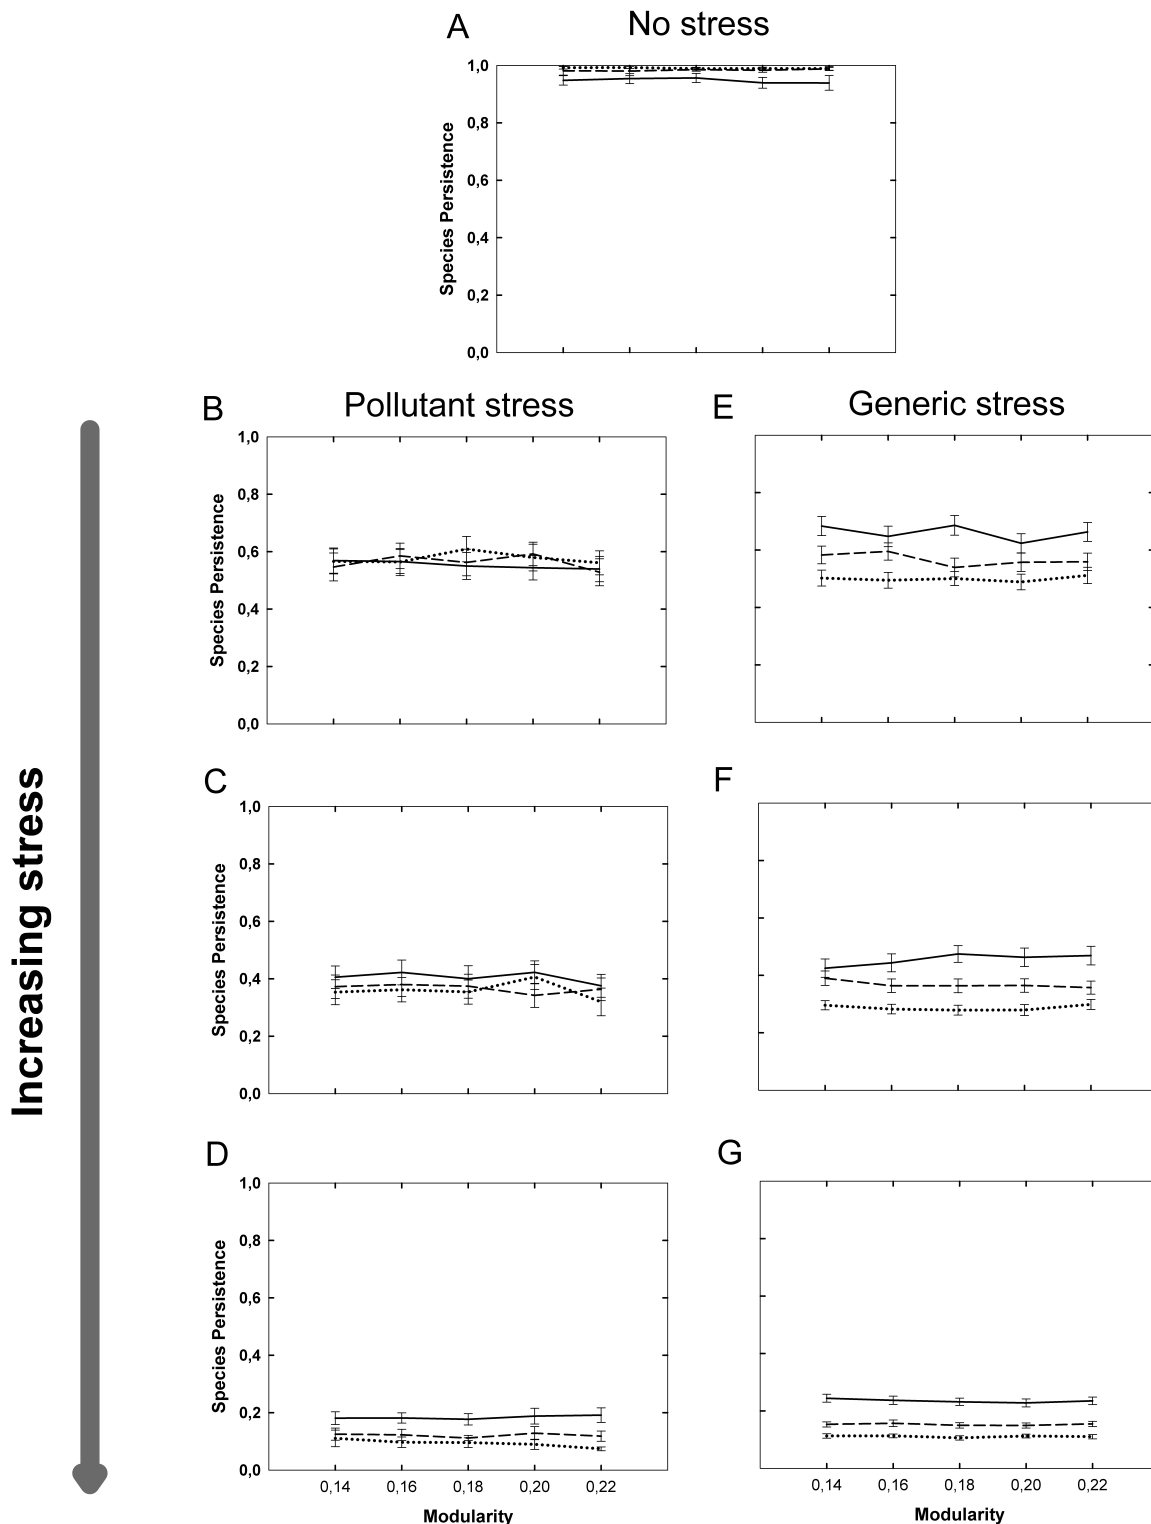 A
No stress
1,0
0,8
0,6
0,4
0,2
0,0
Species Persistence
Increasing stress
B
Pollutant stress
1,0
0,8
0,6
0,4
0,2
0,0
Species Persistence
E
Generic stress
C
1,0
0,8
0,6
0,4
0,2
0,0
Species Persistence
F
D
1,0
0,8
0,6
0,4
0,2
0,0
Species Persistence
0,14 0,16 0,18 0,20 0,22
Modularity
G
0,14 0,16 0,18 0,20 0,22
Modularity